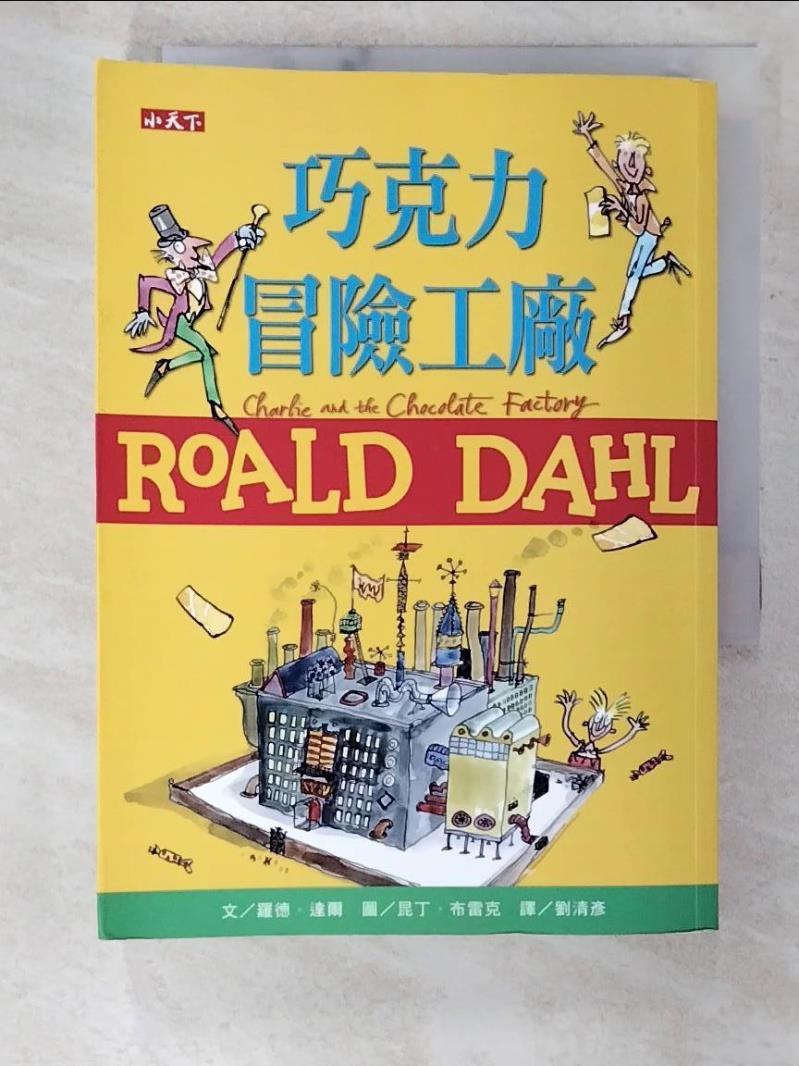 小天下
巧克力
冒險工廠
Charlie and the Chocolate Factory
ROALD DAHL
文／羅德·達爾 圖／昆丁·布雷克 譯／劉清彥